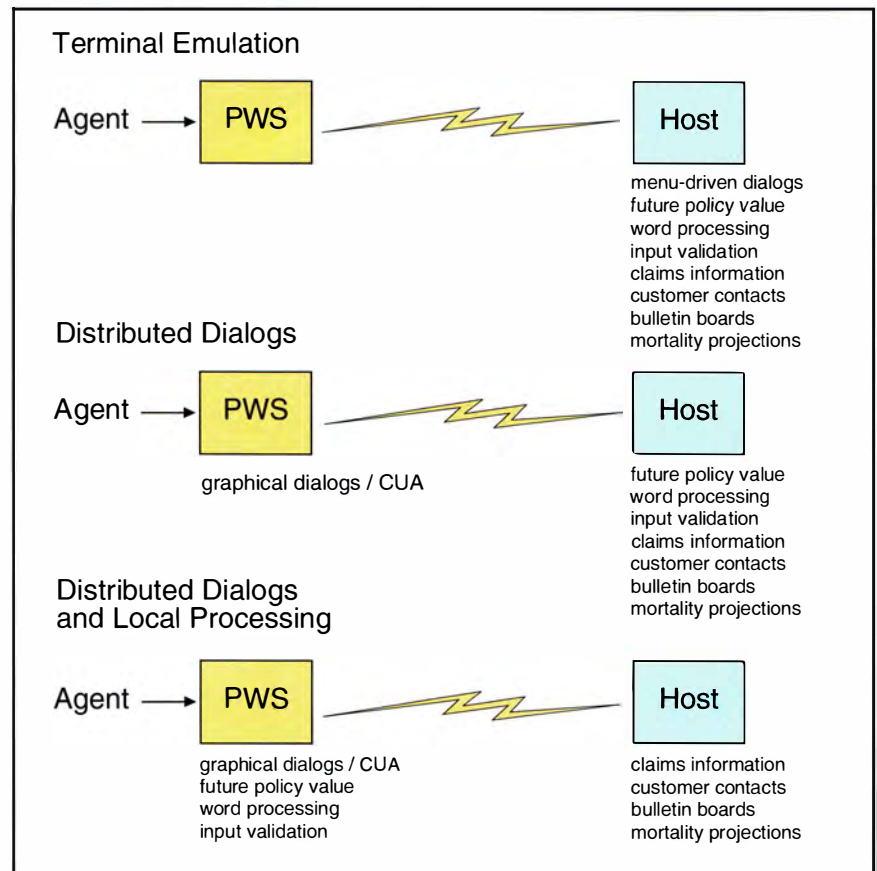 Terminal Emulation
Agent
PWS
Host
menu-driven dialogs
future policy value
word processing
input validation
claims information
customer contacts
bulletin boards
mortality projections
Distributed Dialogs
Agent
PWS
Host
graphical dialogs / CUA
future policy value
word processing
input validation
claims information
customer contacts
bulletin boards
mortality projections
Distributed Dialogs
and Local Processing
Agent
PWS
Host
graphical dialogs / CUA
future policy value
word processing
input validation
claims information
customer contacts
bulletin boards
mortality projections